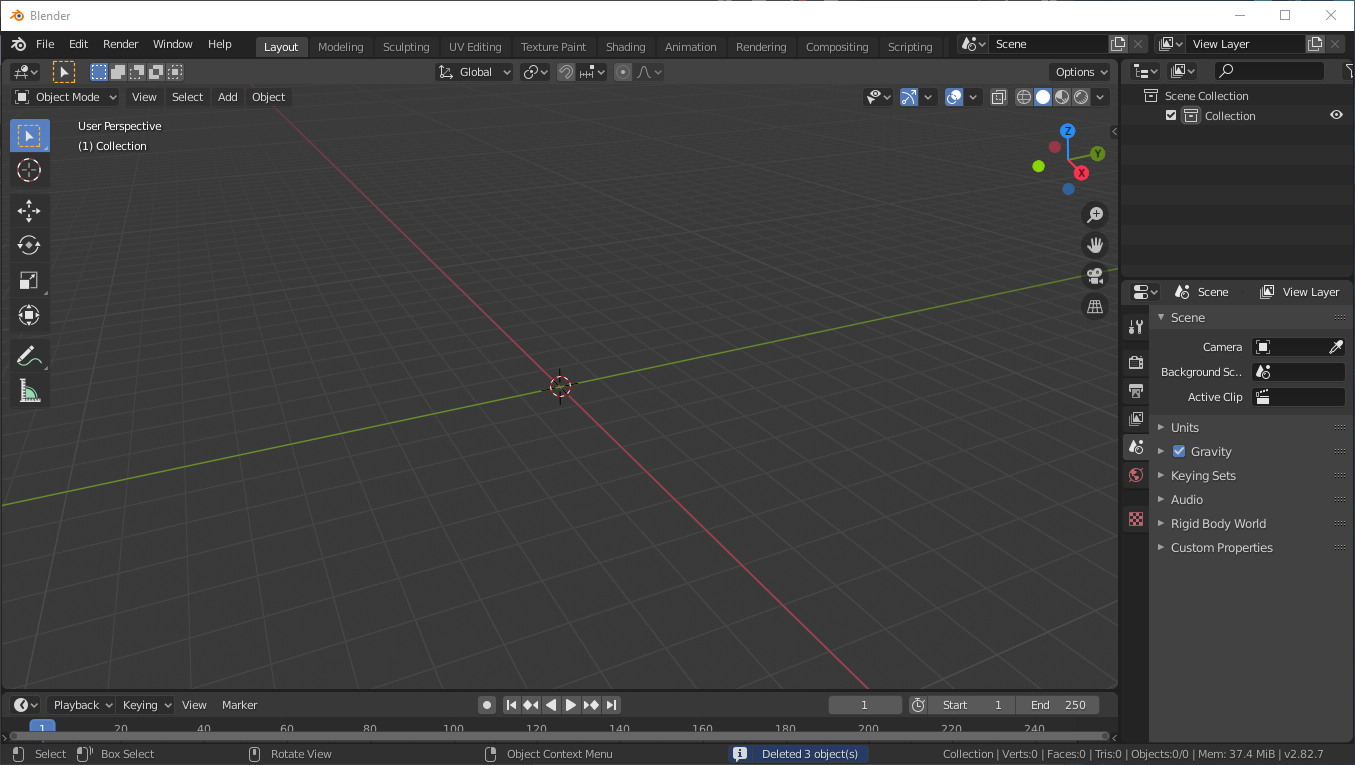 Blender
File Edit Render Window Help Layout Modeling Sculpting UV Editing Texture Paint Shading Animation Rendering Compositing Scripting Scene View Layer
Global Options
Object Mode View Select Add Object
Scene Collection
Collection
User Perspective
(1) Collection
Z
Y
X
Scene View Layer
Scene
Camera
Background Sc..
Active Clip
Units
Gravity
Keying Sets
Audio
Rigid Body World
Custom Properties
Playback Keying View Marker 1 Start 1 End 250
1 20 40 60 80 100 120 140 160 180 200 220 240
Select Box Select Rotate View Object Context Menu Deleted 3 object(s) Collection | Verts:0 | Faces:0 | Tris:0 | Objects:0/0 | Mem: 37.4 MiB | v2.82.7